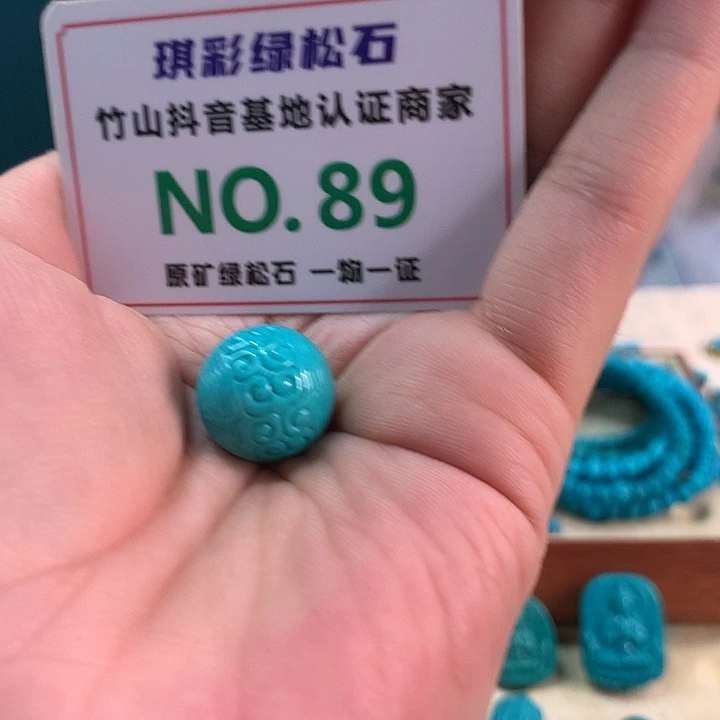 琪彩绿松石
竹山抖音基地认证商家
NO.89
原矿绿松石 一物一证